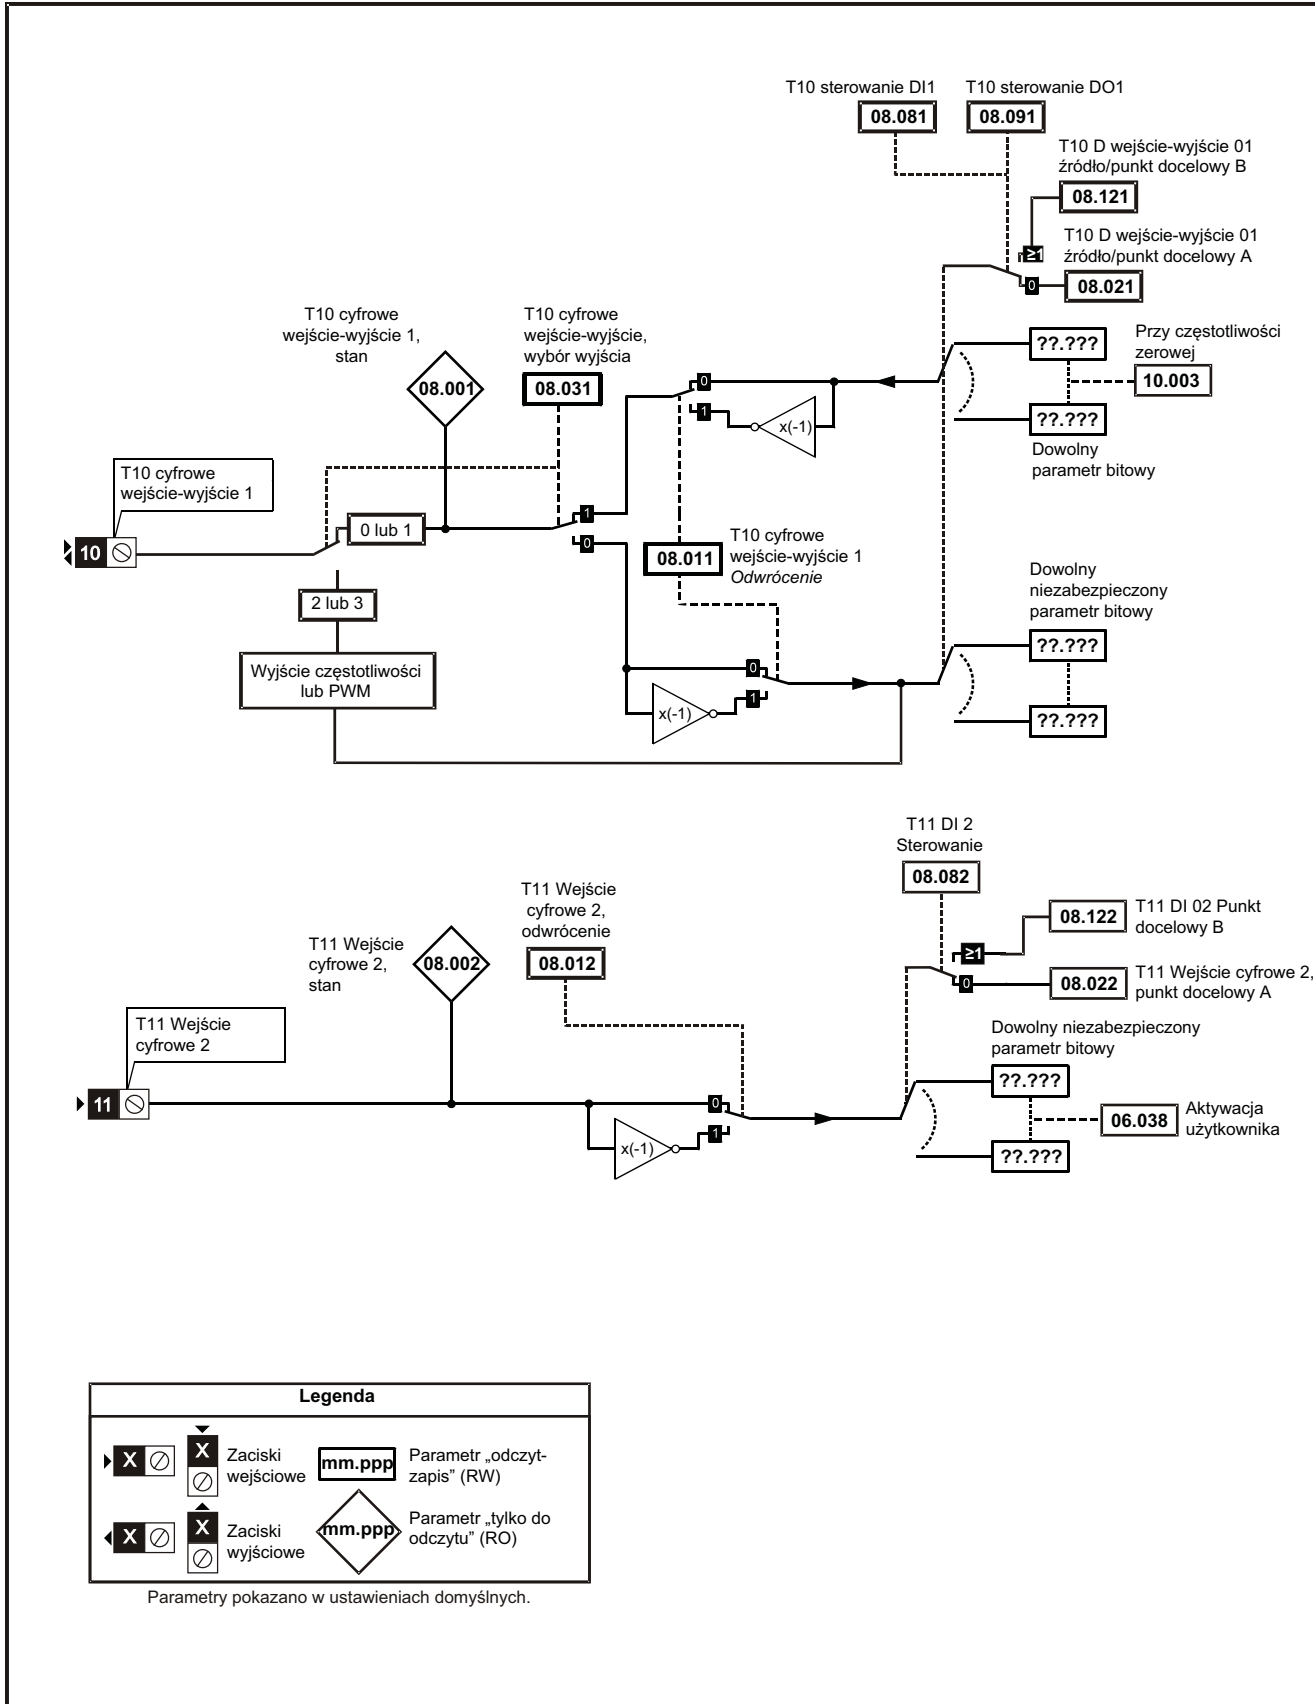 T10 sterowanie DI1
08.081
T10 sterowanie DO1
08.091
T10 D wejście-wyjście 01
źródło/punkt docelowy B
08.121
≥1
T10 D wejście-wyjście 01
źródło/punkt docelowy A
0
08.021
T10 cyfrowe
wejście-wyjście 1,
stan
08.001
T10 cyfrowe
wejście-wyjście,
wybór wyjścia
08.031
0
1
x(-1)
??.???
Przy częstotliwości
zerowej
10.003
??.???
Dowolny
parametr bitowy
T10 cyfrowe
wejście-wyjście 1
10
0 lub 1
1
0
08.011
T10 cyfrowe
wejście-wyjście 1
Odwrócenie
2 lub 3
Wyjście częstotliwości
lub PWM
0
1
x(-1)
Dowolny
niezabezpieczony
parametr bitowy
??.???
??.???
T11 DI 2
Sterowanie
08.082
≥1
08.122
T11 DI 02 Punkt
docelowy B
0
08.022
T11 Wejście cyfrowe 2,
punkt docelowy A
T11 Wejście
cyfrowe 2,
stan
08.002
T11 Wejście
cyfrowe 2,
odwrócenie
08.012
T11 Wejście
cyfrowe 2
11
0
1
x(-1)
Dowolny niezabezpieczony
parametr bitowy
??.???
06.038
Aktywacja
użytkownika
??.???
Legenda
X
X
Zaciski
wejściowe
mm.ppp
Parametr „odczyt-
zapis” (RW)
X
X
Zaciski
wyjściowe
mm.ppp
Parametr „tylko do
odczytu” (RO)
Parametry pokazano w ustawieniach domyślnych.